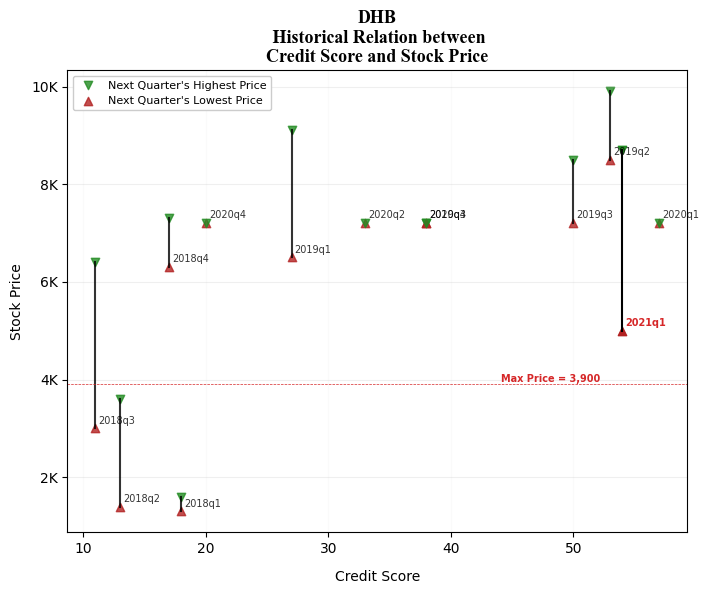 DHB
Historical Relation between
Credit Score and Stock Price
Next Quarter's Highest Price
Next Quarter's Lowest Price
10K
8K
6K
4K
2K
Stock Price
2019q2
2020q4
2020q2
2019q3
2020q1
2018q4
2019q1
2021q1
Max Price = 3,900
2018q3
2018q2
2018q1
10
20
30
40
50
Credit Score